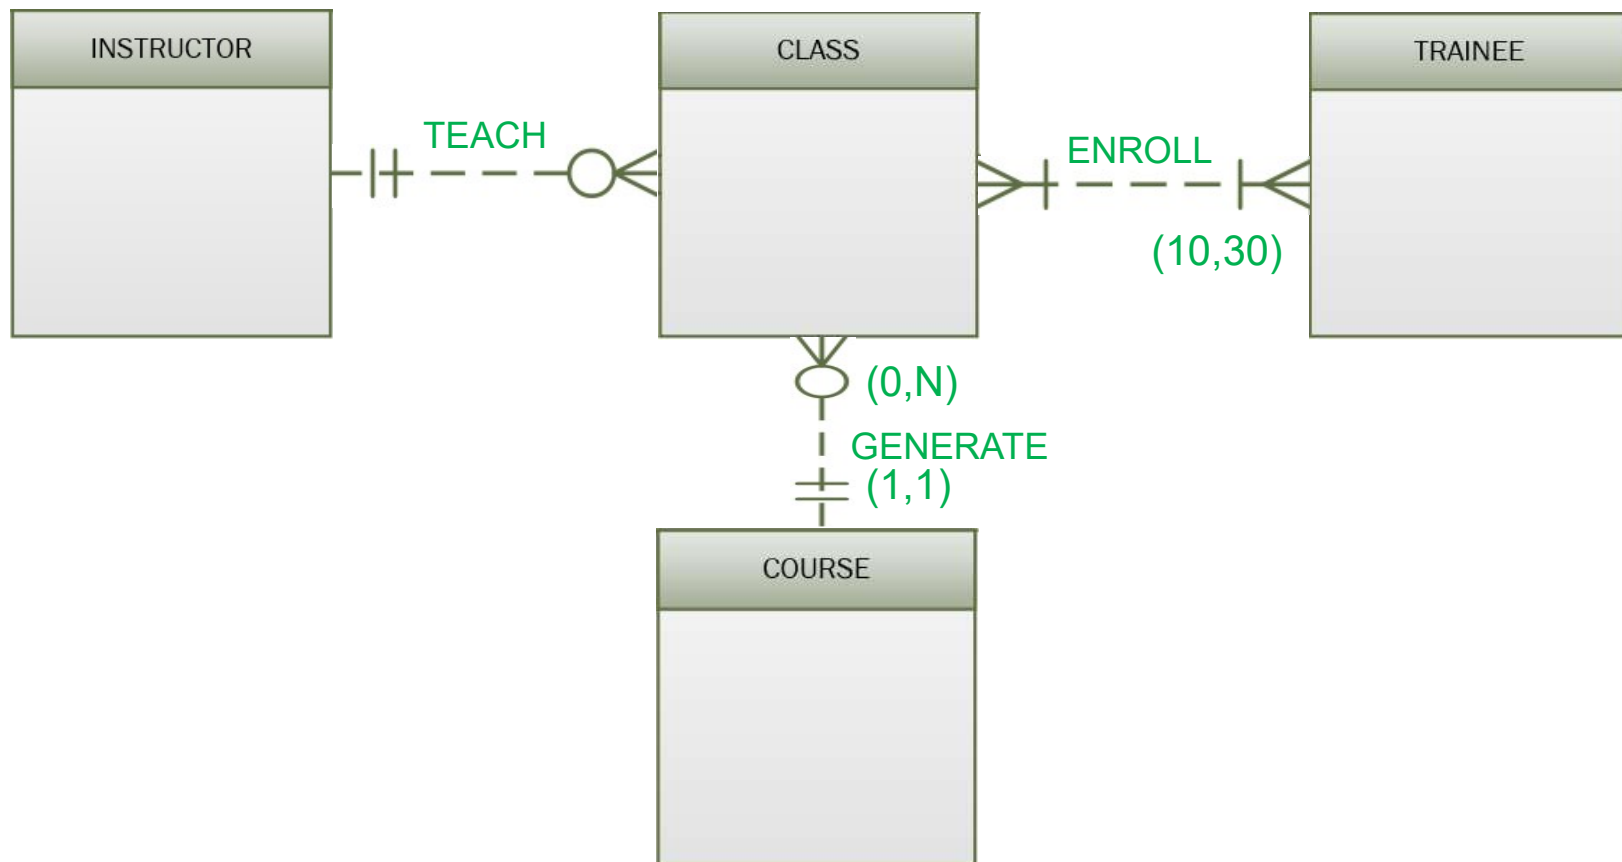 INSTRUCTOR
CLASS
TRAINEE
TEACH
ENROLL
(10,30)
(0,N)
GENERATE
(1,1)
COURSE